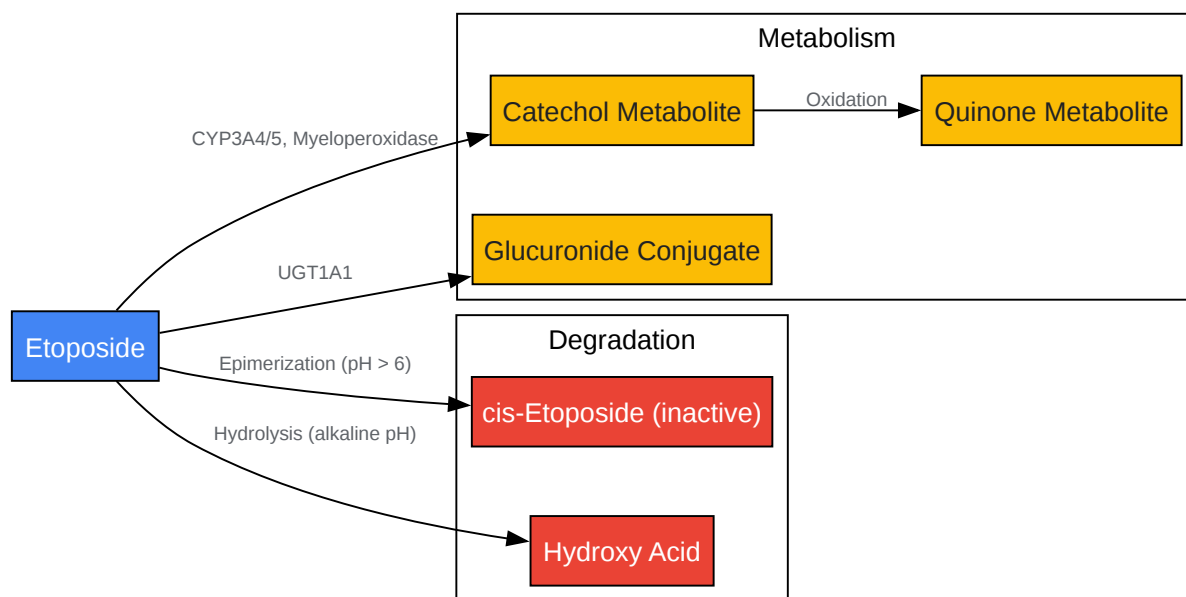 Metabolism
Catechol Metabolite
Oxidation
Quinone Metabolite
CYP3A4/5, Myeloperoxidase
Glucuronide Conjugate
UGT1A1
Etoposide
Degradation
Epimerization (pH > 6)
cis-Etoposide (inactive)
Hydrolysis (alkaline pH)
Hydroxy Acid